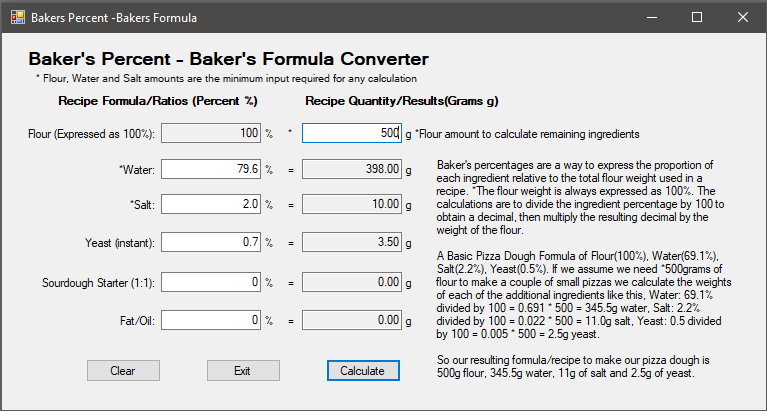 Bakers Percent -Bakers Formula
Baker's Percent - Baker's Formula Converter
* Flour, Water and Salt amounts are the minimum input required for any calculation
Recipe Formula/Ratios (Percent %) Recipe Quantity/Results(Grams g)
Flour (Expressed as 100%): 100 % * 500 g *Flour amount to calculate remaining ingredients
*Water: 79.6 % = 398.00 g
*Salt: 2.0 % = 10.00 g
Yeast (instant): 0.7 % = 3.50 g
Sourdough Starter (1:1): 0 % = 0.00 g
Fat/Oil: 0 % = 0.00 g
Clear Exit Calculate
Baker's percentages are a way to express the proportion of
each ingredient relative to the total flour weight used in a
recipe. *The flour weight is always expressed as 100%. The
calculations are to divide the ingredient percentage by 100 to
obtain a decimal, then multiply the resulting decimal by the
weight of the flour.
A Basic Pizza Dough Formula of Flour(100%), Water(69.1%),
Salt(2.2%), Yeast(0.5%). If we assume we need *500grams of
flour to make a couple of small pizzas we calculate the weights
of each of the additional ingredients like this, Water: 69.1%
divided by 100 = 0.691 * 500 = 345.5g water, Salt: 2.2%
divided by 100 = 0.022 * 500 = 11.0g salt, Yeast: 0.5 divided
by 100 = 0.005 * 500 = 2.5g yeast.
So our resulting formula/recipe to make our pizza dough is
500g flour, 345.5g water, 11g of salt and 2.5g of yeast.